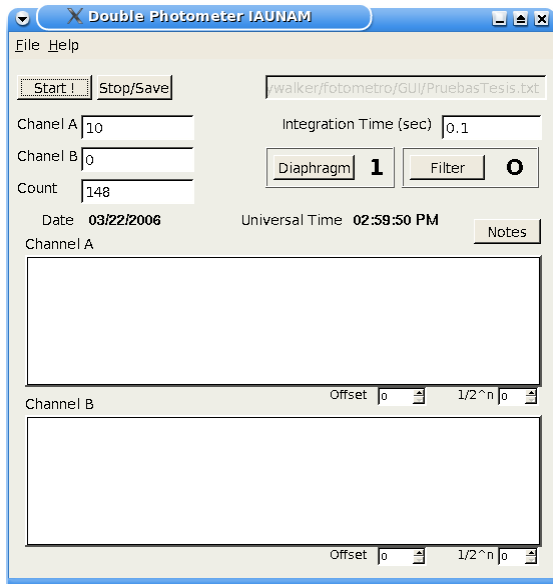 Double Photometer IAUNAM
File Help
Start ! Stop/Save ywalker/fotometro/GUI/PruebasTesis.txt
Chanel A 10 Integration Time (sec) 0.1
Chanel B 0 Diaphragm 1 Filter O
Count 148
Date 03/22/2006 Universal Time 02:59:50 PM
Notes
Channel A
Offset 0 1/2^n 0
Channel B
Offset 0 1/2^n 0